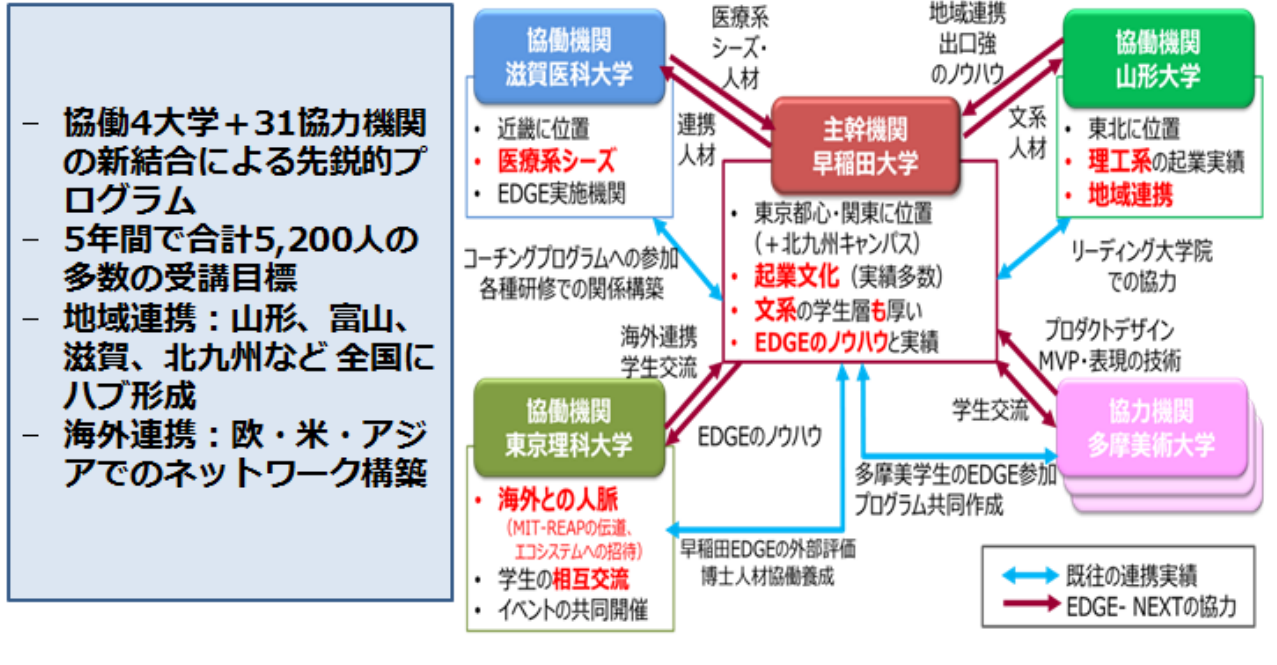 － 協働4大学＋31協力機関
の新結合による先鋭的プ
ログラム
－ 5年間で合計5,200人の
多数の受講目標
－ 地域連携：山形、富山、
滋賀、北九州など 全国に
ハブ形成
－ 海外連携：欧・米・アジ
アでのネットワーク構築
協働機関
滋賀医科大学
・ 近畿に位置
・ 医療系シーズ
・ EDGE実施機関
医療系
シーズ・
人材
連携
人材
地域連携
出口強
のノウハウ
文系
人材
協働機関
山形大学
・ 東北に位置
・ 理工系の起業実績
・ 地域連携
主幹機関
早稲田大学
・ 東京都心・関東に位置
(＋北九州キャンパス)
・ 起業文化（実績多数）
・ 文系の学生層も厚い
・ EDGEのノウハウと実績
コーチングプログラムへの参加
各種研修での関係構築
リーディング大学院
での協力
海外連携
学生交流
EDGEのノウハウ
プロダクトデザイン
MVP・表現の技術
学生交流
協働機関
東京理科大学
・ 海外との人脈
（MIT-REAPの伝道、
エコシステムへの招待）
・ 学生の相互交流
・ イベントの共同開催
協力機関
多摩美術大学
多摩美学生のEDGE参加
プログラム共同作成
早稲田EDGEの外部評価
博士人材協働養成
既往の連携実績
EDGE- NEXTの協力